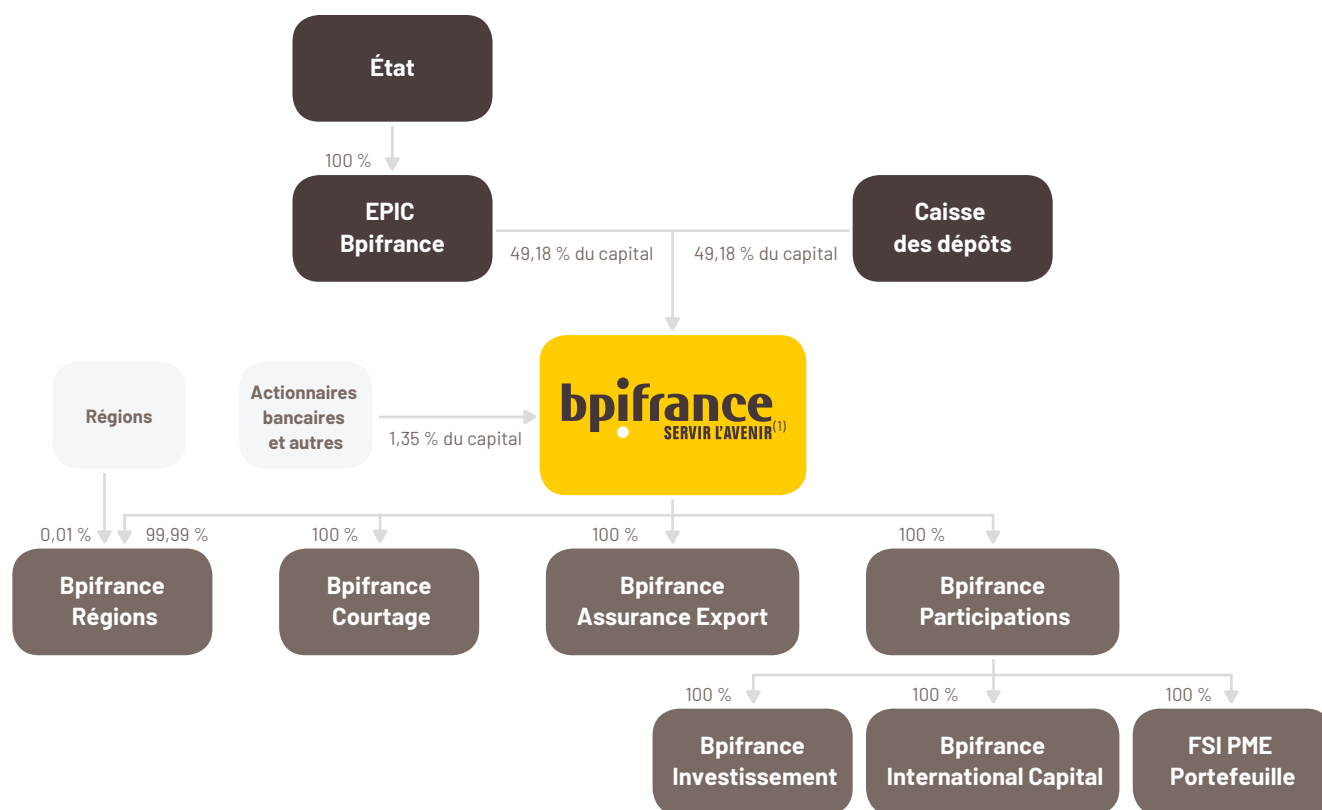 État
100 %
EPIC
Bpifrance
Caisse
des dépôts
49,18 % du capital
49,18 % du capital
Régions
Actionnaires
bancaires
et autres
1,35 % du capital
bpifrance
SERVIR L'AVENIR(1)
0,01 %
99,99 %
100 %
100 %
100 %
Bpifrance
Régions
Bpifrance
Courtage
Bpifrance
Assurance Export
Bpifrance
Participations
100 %
100 %
100 %
Bpifrance
Investissement
Bpifrance
International Capital
FSI PME
Portefeuille